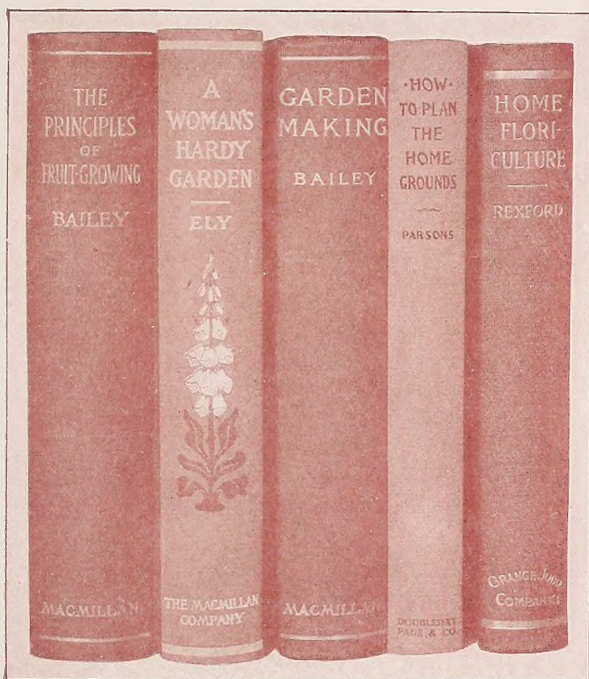 THE
PRINCIPLES
OF
FRUIT-GROWING
BAILEY
MACMILLAN
A
WOMAN'S
HARDY
GARDEN
ELY
THE MACMILLAN
COMPANY
GARDEN
MAKING
BAILEY
MACMILLAN
·HOW·
TO·PLAN
THE
HOME
GROUNDS
PARSONS
DOUBLEDAY
PAGE & CO.
HOME
FLORI-
CULTURE
REXFORD
ORANGE JUDD
COMPANY